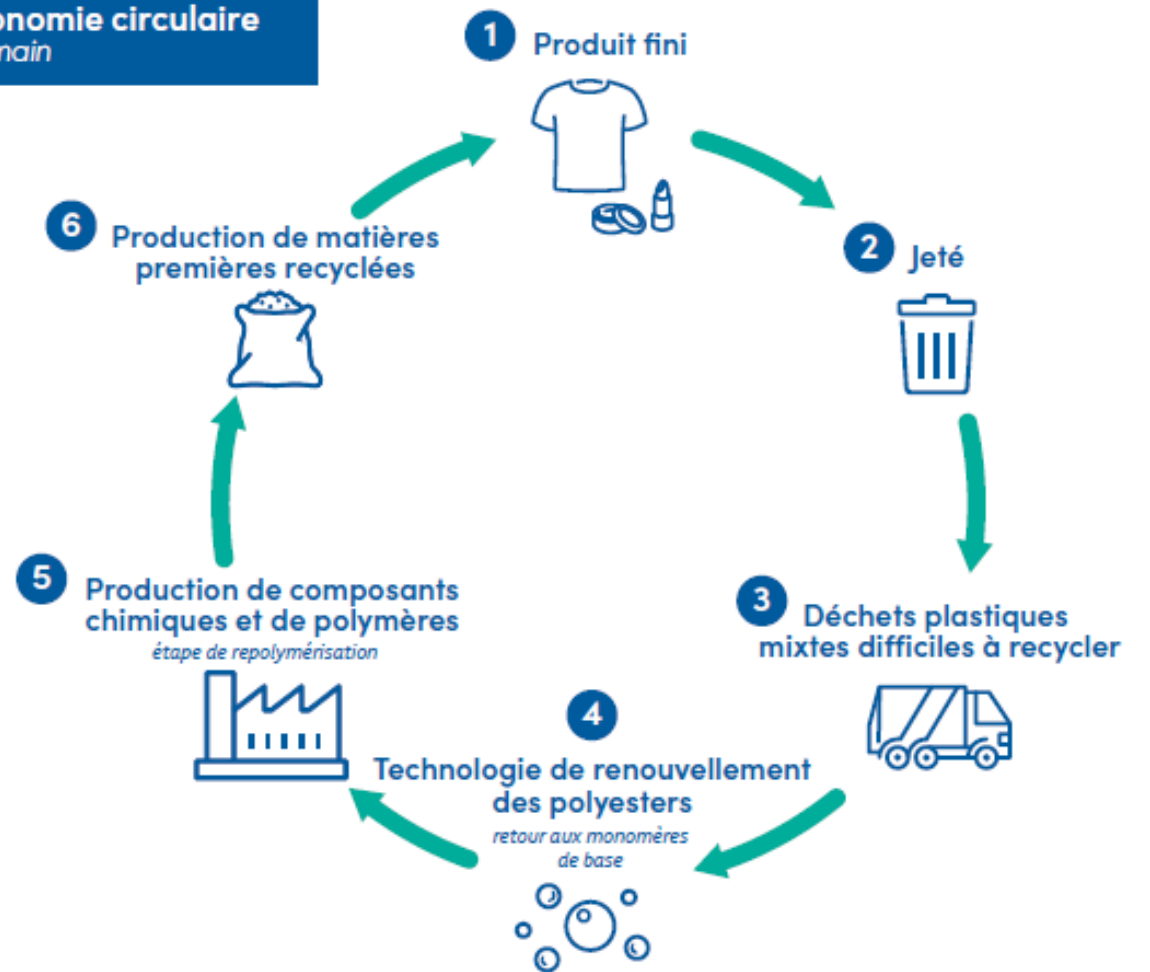 onomie circulaire
main
1
Produit fini
2
Jeté
3
Déchets plastiques
mixtes difficiles à recycler
4
Technologie de renouvellement
des polyesters
retour aux monomères
de base
5
Production de composants
chimiques et de polymères
étape de repolymérisation
6
Production de matières
premières recyclées